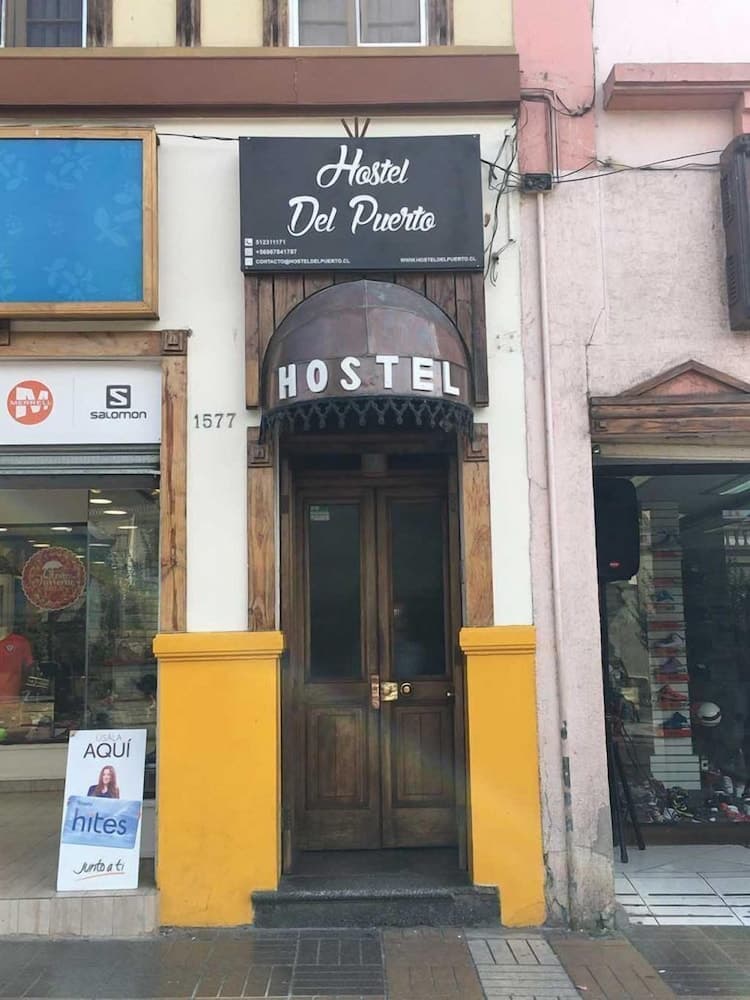 Hostel
Del Puerto
512311171
+56967841787
CONTACTO@HOSTELDELPUERTO.CL
WWW.HOSTELDELPUERTO.CL
HOSTEL
1577
MERRELL
SALOMON
ÚSALA
AQUÍ
hites
junto a ti